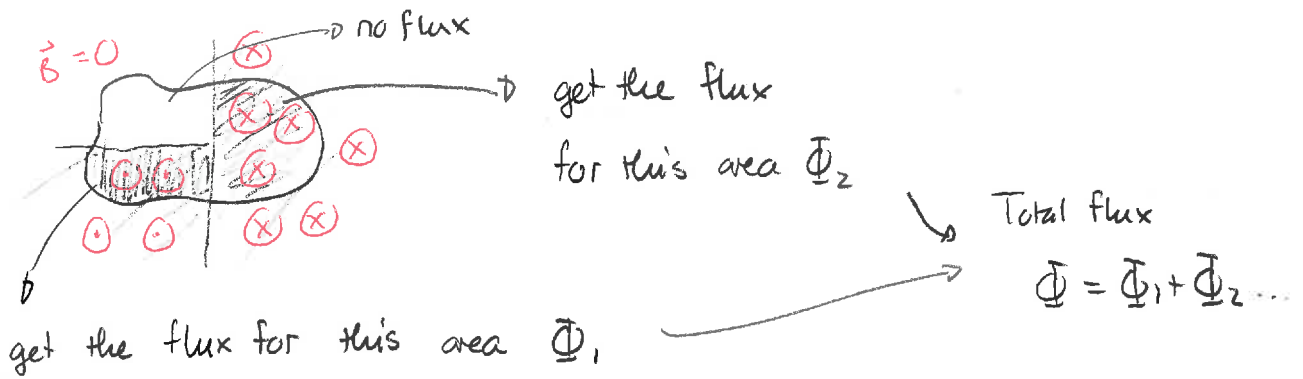 B⃗ = 0
no flux
get the flux
for this area Φ₂
Total flux
Φ = Φ₁ + Φ₂ ...
get the flux for this area Φ₁